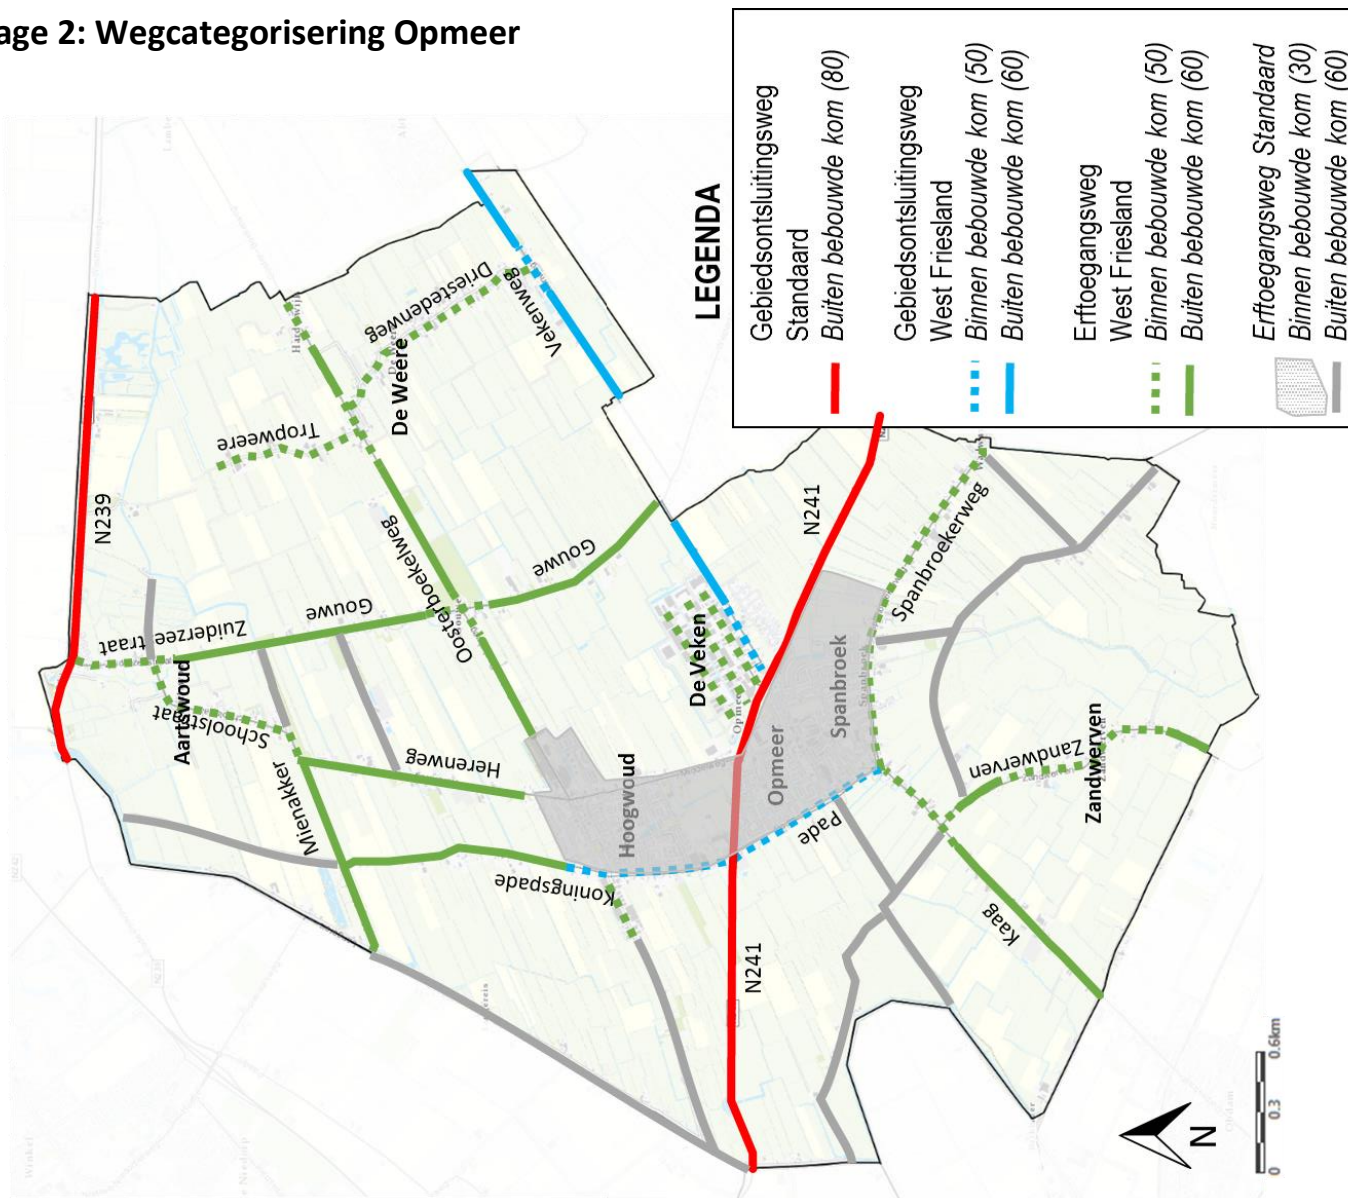 age 2: Wegcategorisering Opmeer
LEGENDA
Gebiedsontsluitingsweg
Standaard
Buiten bebouwde kom (80)
Gebiedsontsluitingsweg
West Friesland
Binnen bebouwde kom (50)
Buiten bebouwde kom (60)
Erftoegangsweg
West Friesland
Binnen bebouwde kom (50)
Buiten bebouwde kom (60)
Erftoegangsweg Standaard
Binnen bebouwde kom (30)
Buiten bebouwde kom (60)
N239
Zuiderzee traat
Aartswoud
Schoolstraat
Mienakker
Herenweg
Gouwe
Gouwe
Oosterboekelweg
Tropweere
De Weere
Driestedenweg
Vekenweg
De Veken
N241
Spanbroekerweg
Spanbroek
Opmeer
Hoogwoud
Koningspade
Pade
N241
Zandwerven
Zandwerven
Kaag
N
0
0.3
0.6km